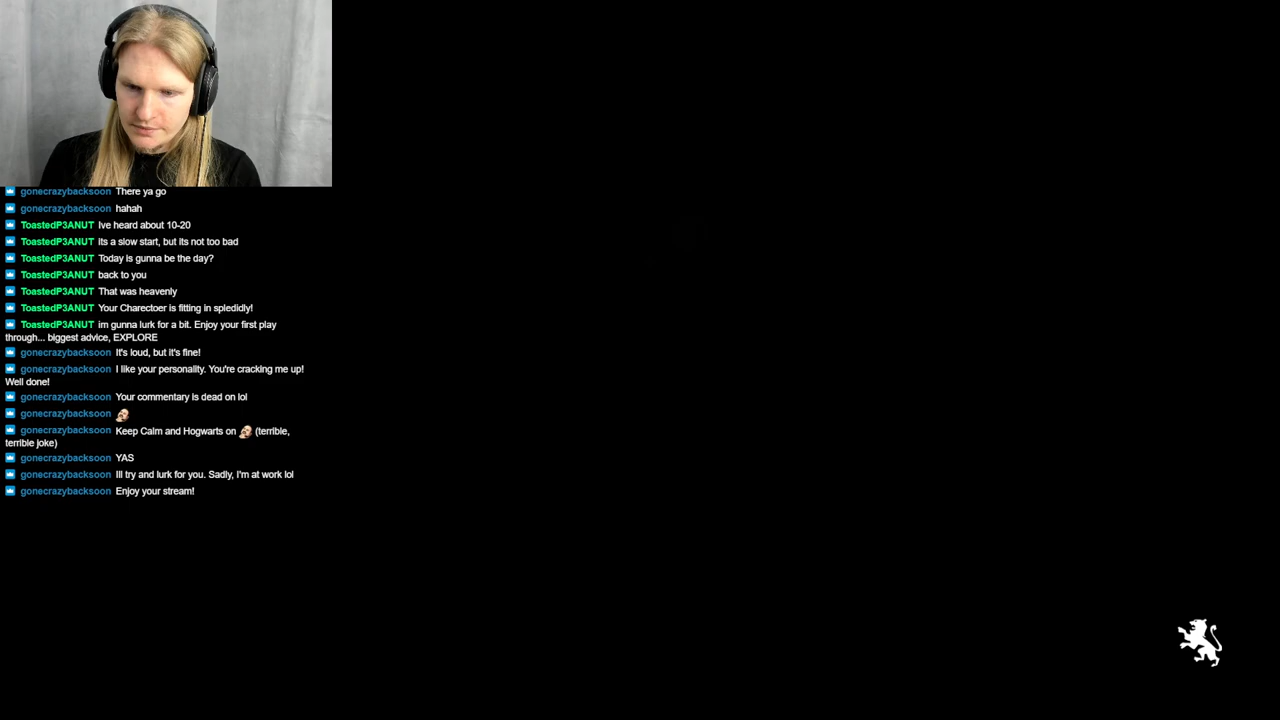 gonecrazybacksoon There ya go
gonecrazybacksoon hahah
ToastedP3ANUT Ive heard about 10-20
ToastedP3ANUT its a slow start, but its not too bad
ToastedP3ANUT Today is gunna be the day?
ToastedP3ANUT back to you
ToastedP3ANUT That was heavenly
ToastedP3ANUT Your Charectoer is fitting in spledidly!
ToastedP3ANUT im gunna lurk for a bit. Enjoy your first play
through... biggest advice, EXPLORE
gonecrazybacksoon It's loud, but it's fine!
gonecrazybacksoon I like your personality. You're cracking me up!
Well done!
gonecrazybacksoon Your commentary is dead on lol
gonecrazybacksoon
gonecrazybacksoon Keep Calm and Hogwarts on (terrible,
terrible joke)
gonecrazybacksoon YAS
gonecrazybacksoon Ill try and lurk for you. Sadly, I'm at work lol
gonecrazybacksoon Enjoy your stream!